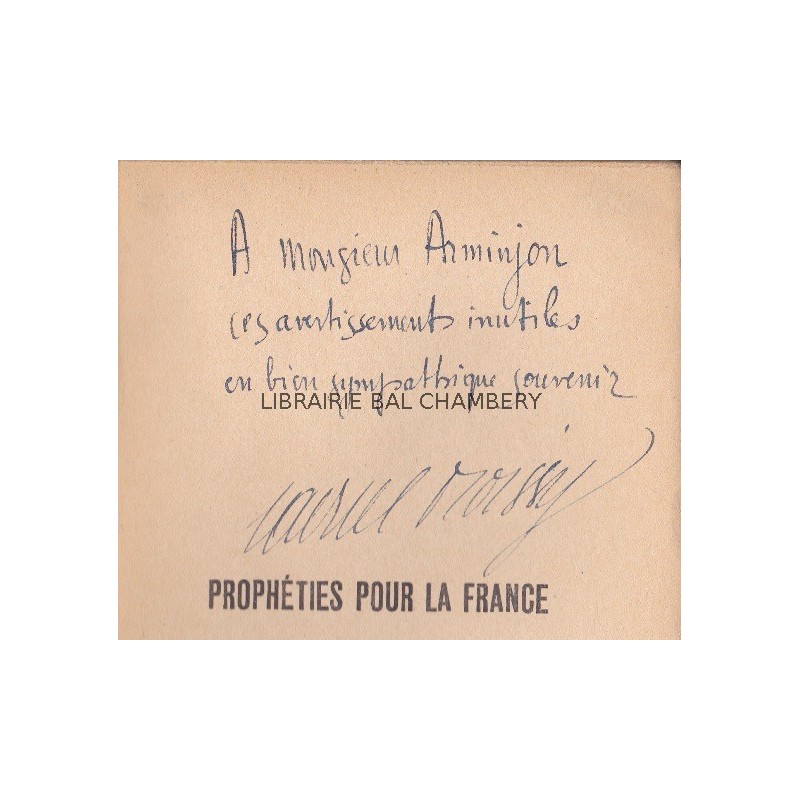 A Monsieur Arminjon
ces avertissements inutiles
en bien sympathique souvenir
LIBRAIRIE BAL CHAMBERY
PROPHÉTIES POUR LA FRANCE